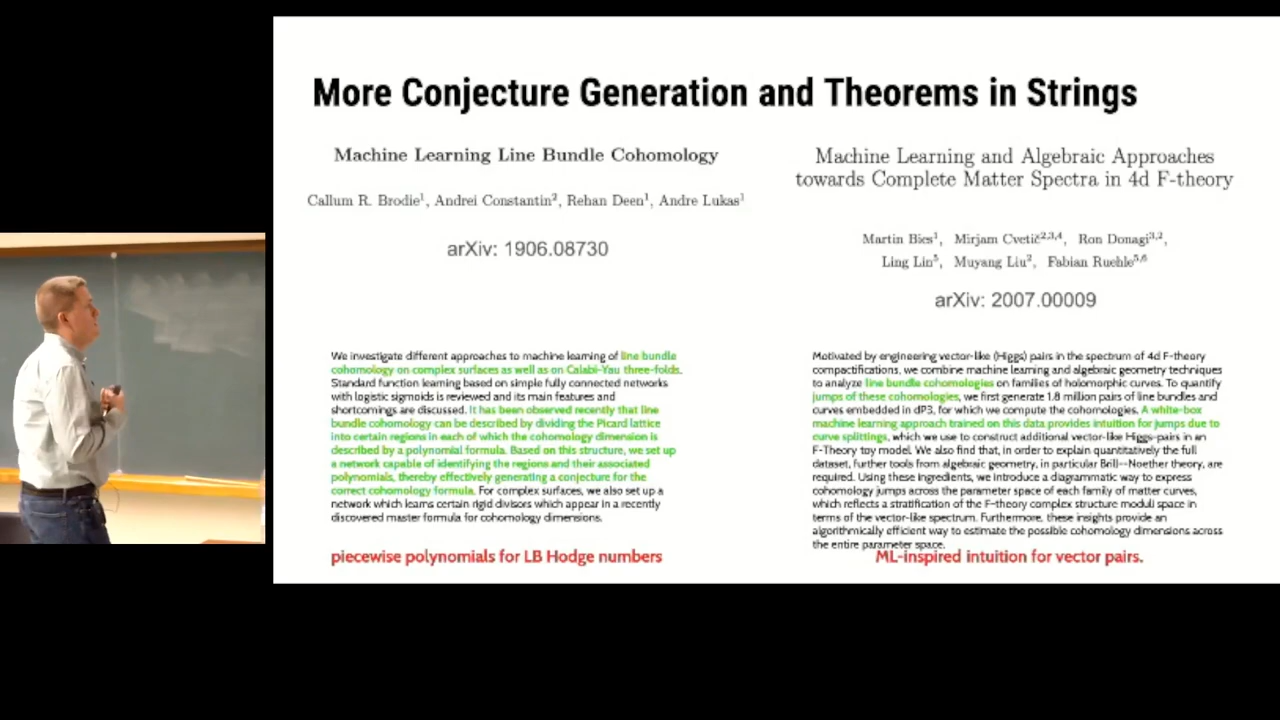 More Conjecture Generation and Theorems in Strings
Machine Learning Line Bundle Cohomology
Callum R. Brodie¹, Andrei Constantin², Rehan Deen¹, Andre Lukas¹
arXiv: 1906.08730
We investigate different approaches to machine learning of line bundle
cohomology on complex surfaces as well as on Calabi-Yau three-folds.
Standard function learning based on simple fully connected networks
with logistic sigmoids is reviewed and its main features and
shortcomings are discussed. It has been observed recently that line
bundle cohomology can be described by dividing the Picard lattice
into certain regions in each of which the cohomology dimension is
described by a polynomial formula. Based on this structure, we set up
a network capable of identifying the regions and their associated
polynomials, thereby effectively generating a conjecture for the
correct cohomology formula. For complex surfaces, we also set up a
network which learns certain rigid divisors which appear in a recently
discovered master formula for cohomology dimensions.
piecewise polynomials for LB Hodge numbers
Machine Learning and Algebraic Approaches
towards Complete Matter Spectra in 4d F-theory
Martin Bies¹, Mirjam Cvetič²,³,⁴, Ron Donagi³,²,
Ling Lin⁵, Muyang Liu², Fabian Ruehle⁵,⁶
arXiv: 2007.00009
Motivated by engineering vector-like (Higgs) pairs in the spectrum of 4d F-theory
compactifications, we combine machine learning and algebraic geometry techniques
to analyze line bundle cohomologies on families of holomorphic curves. To quantify
jumps of these cohomologies, we first generate 1.8 million pairs of line bundles and
curves embedded in dP3, for which we compute the cohomologies. A white-box
machine learning approach trained on this data provides intuition for jumps due to
curve splittings, which we use to construct additional vector-like Higgs-pairs in an
F-Theory toy model. We also find that, in order to explain quantitatively the full
dataset, further tools from algebraic geometry, in particular Brill--Noether theory, are
required. Using these ingredients, we introduce a diagrammatic way to express
cohomology jumps across the parameter space of each family of matter curves,
which reflects a stratification of the F-theory complex structure moduli space in
terms of the vector-like spectrum. Furthermore, these insights provide an
algorithmically efficient way to estimate the possible cohomology dimensions across
the entire parameter space.
ML-inspired intuition for vector pairs.